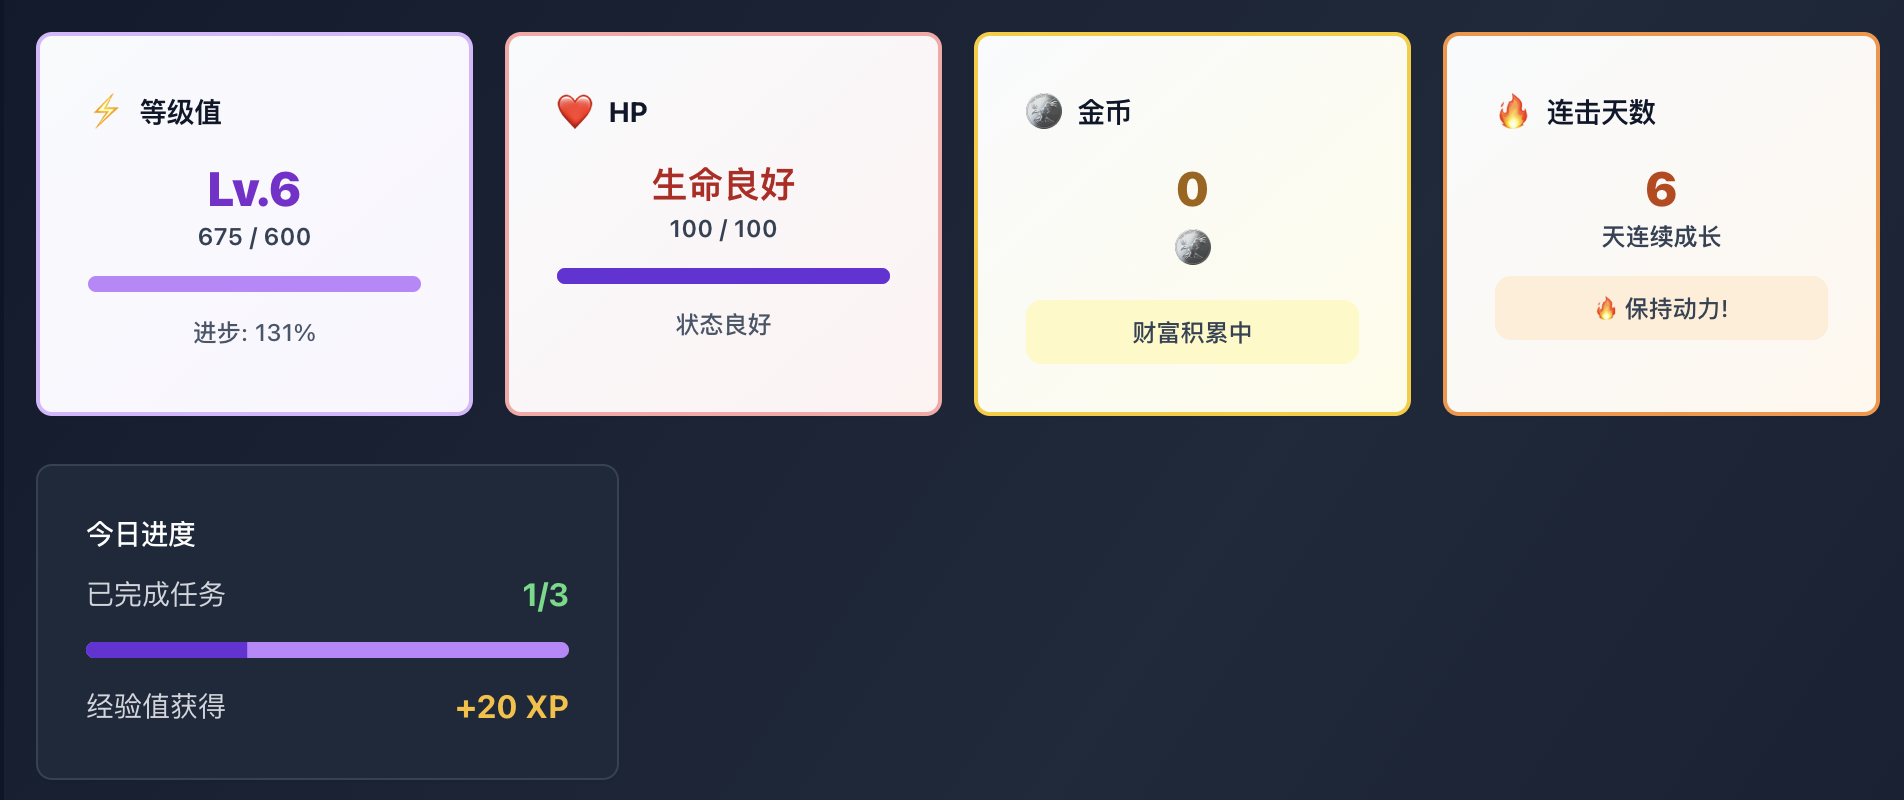 等级值
Lv.6
675 / 600
进步: 131%
HP
生命良好
100 / 100
状态良好
金币
0
财富积累中
连击天数
6
天连续成长
保持动力!
今日进度
已完成任务 1/3
经验值获得 +20 XP